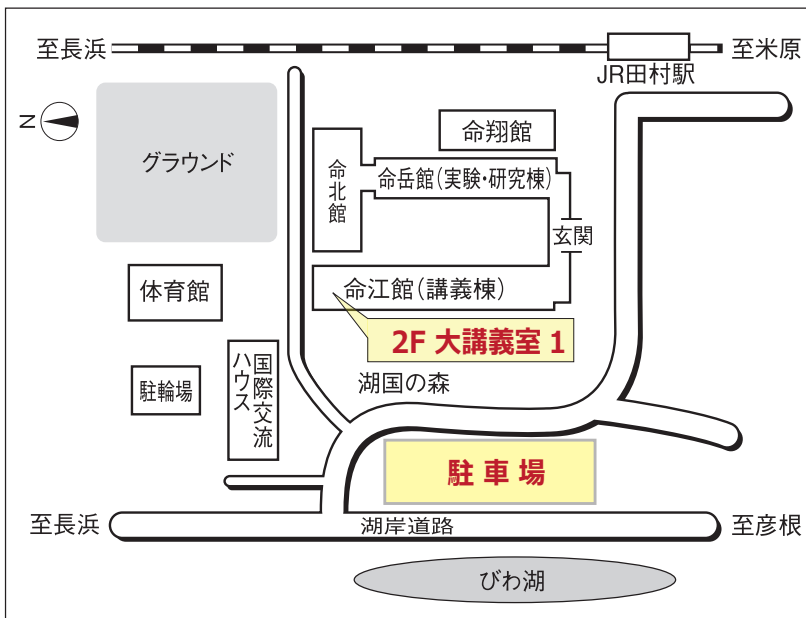 至長浜
至米原
JR田村駅
N
グラウンド
命翔館
命北館
命岳館(実験・研究棟)
玄関
体育館
命江館(講義棟)
2F 大講義室 1
湖国の森
駐輪場
国際交流
ハウス
駐 車 場
至長浜
湖岸道路
至彦根
びわ湖